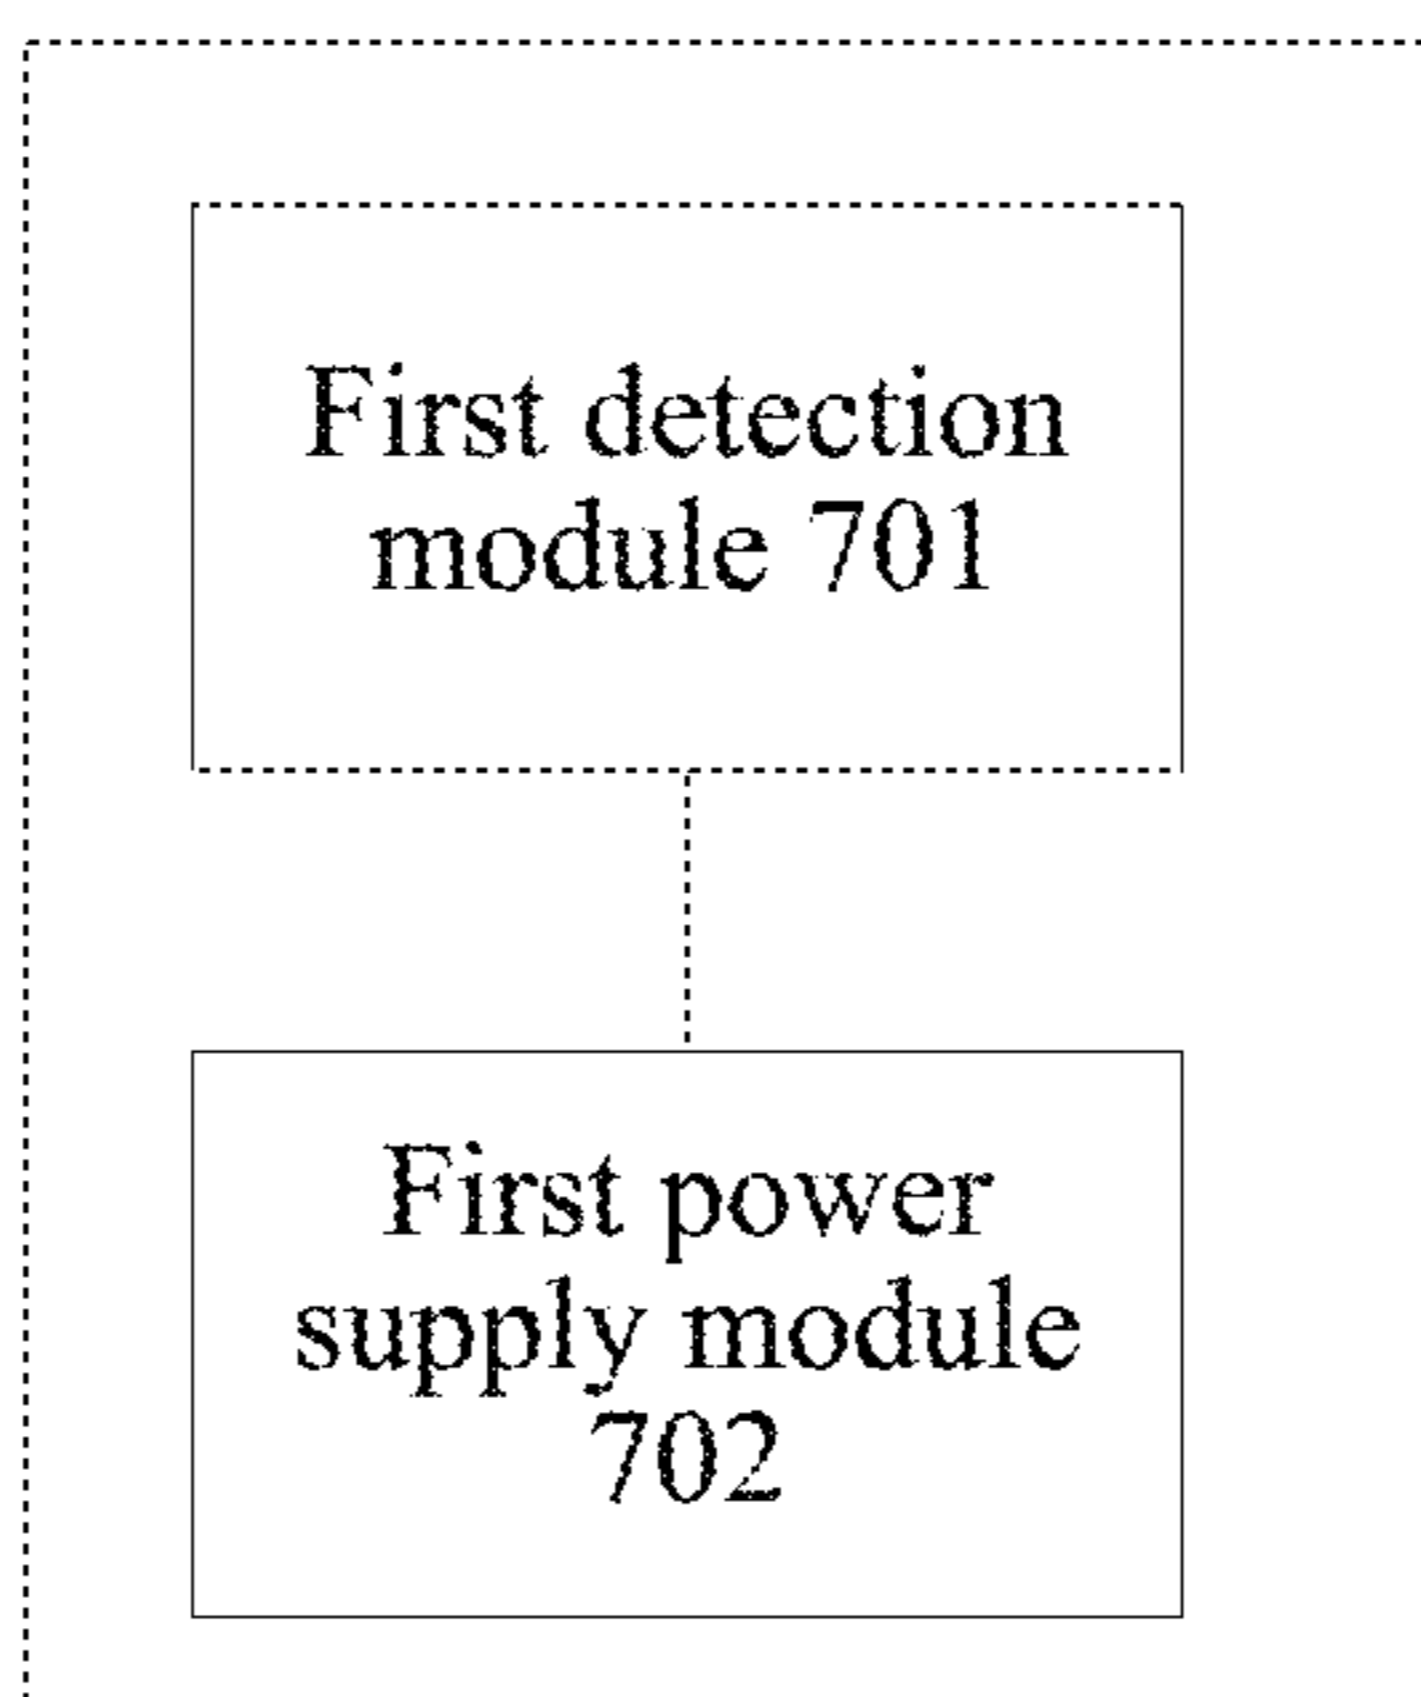 First detection
module 701
First power
supply module
702